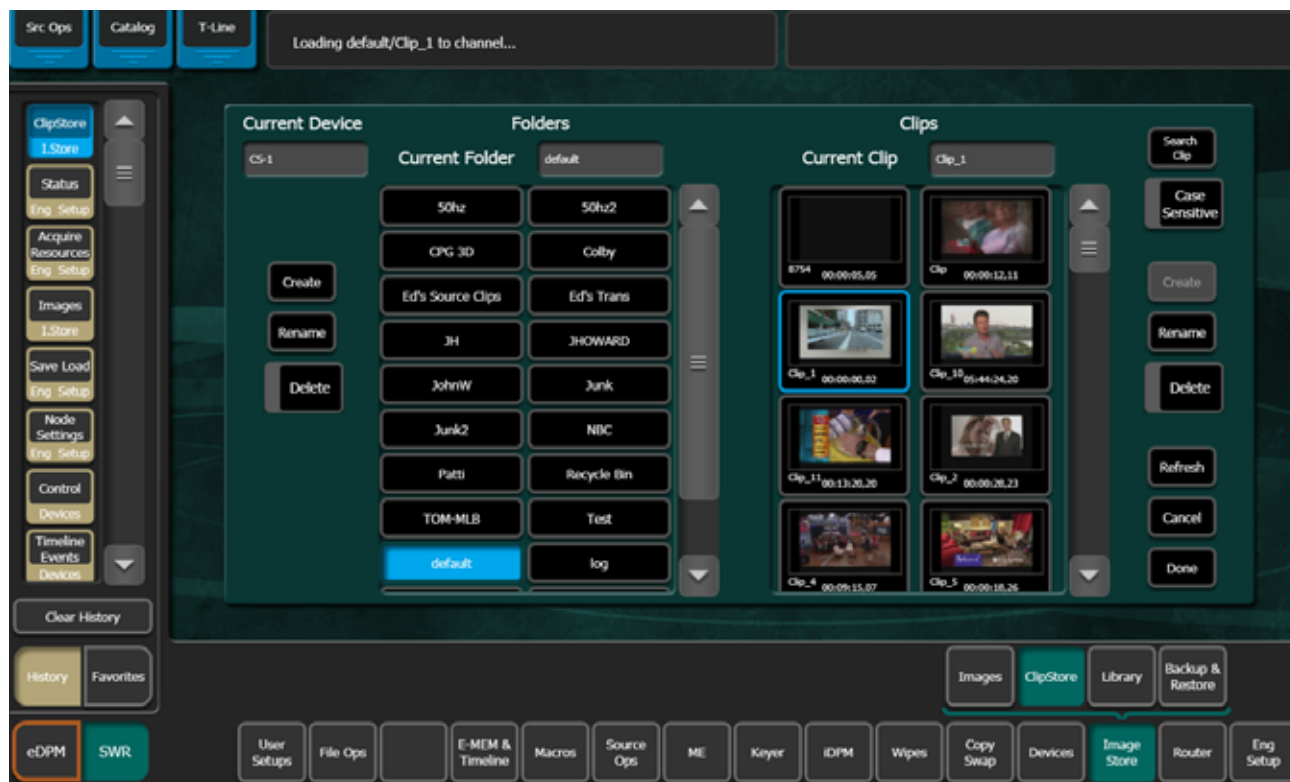 Src Ops
Catalog
T-Line
Loading default/Clip_1 to channel...
ClipStore
I.Store
Status
Eng Setup
Acquire
Resources
Eng Setup
Images
I.Store
Save Load
Eng Setup
Node
Settings
Eng Setup
Control
Devices
Timeline
Events
Devices
Clear History
History
Favorites
eDPM
SWR
Current Device
CS-1
Create
Rename
Delete
Folders
Current Folder
default
50hz
50hz2
CPG 3D
Colby
Ed's Source Clips
Ed's Trans
JH
JHOWARD
JohnW
Junk
Junk2
NBC
Patti
Recycle Bin
TOM-MLB
Test
default
log
Clips
Current Clip
Clip_1
8754 00:00:05,05
Clip 00:00:12,11
Clip_1 00:00:00,02
Clip_10 05:44:24,20
Clip_11 00:13:20,20
Clip_2 00:00:28,23
Clip_4 00:09:15,07
Clip_5 00:00:18,26
Search
Clip
Case
Sensitive
Create
Rename
Delete
Refresh
Cancel
Done
Images
ClipStore
Library
Backup &
Restore
User
Setups
File Ops
E-MEM &
Timeline
Macros
Source
Ops
ME
Keyer
iDPM
Wipes
Copy
Swap
Devices
Image
Store
Router
Eng
Setup